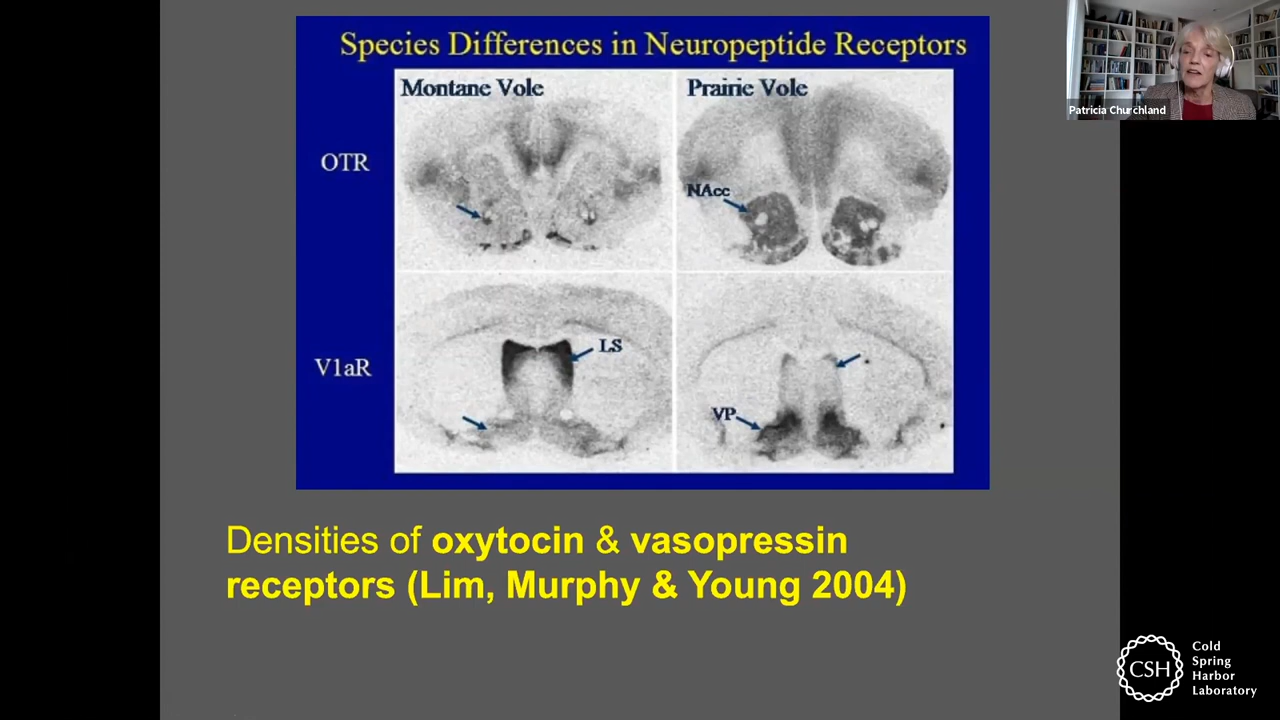 Species Differences in Neuropeptide Receptors
Montane Vole
Prairie Vole
OTR
NAcc
V1aR
LS
VP
Densities of oxytocin & vasopressin
receptors (Lim, Murphy & Young 2004)
Patricia Churchland
CSH
Cold
Spring
Harbor
Laboratory